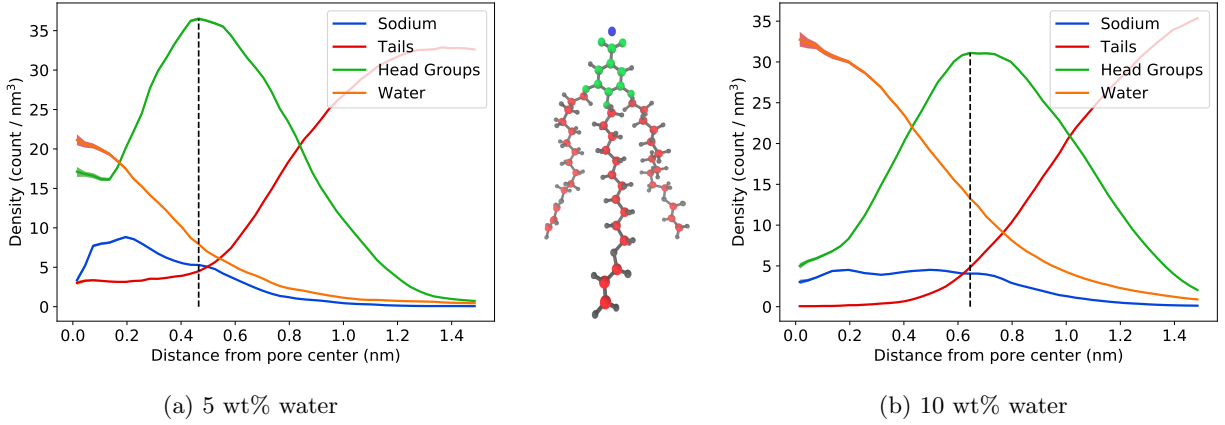 35
30
25
20
15
10
5
0
Density (count / nm³)
Sodium
Tails
Head Groups
Water
0.0 0.2 0.4 0.6 0.8 1.0 1.2 1.4
Distance from pore center (nm)
(a) 5 wt% water
35
30
25
20
15
10
5
0
Density (count / nm³)
Sodium
Tails
Head Groups
Water
0.0 0.2 0.4 0.6 0.8 1.0 1.2 1.4
Distance from pore center (nm)
(b) 10 wt% water